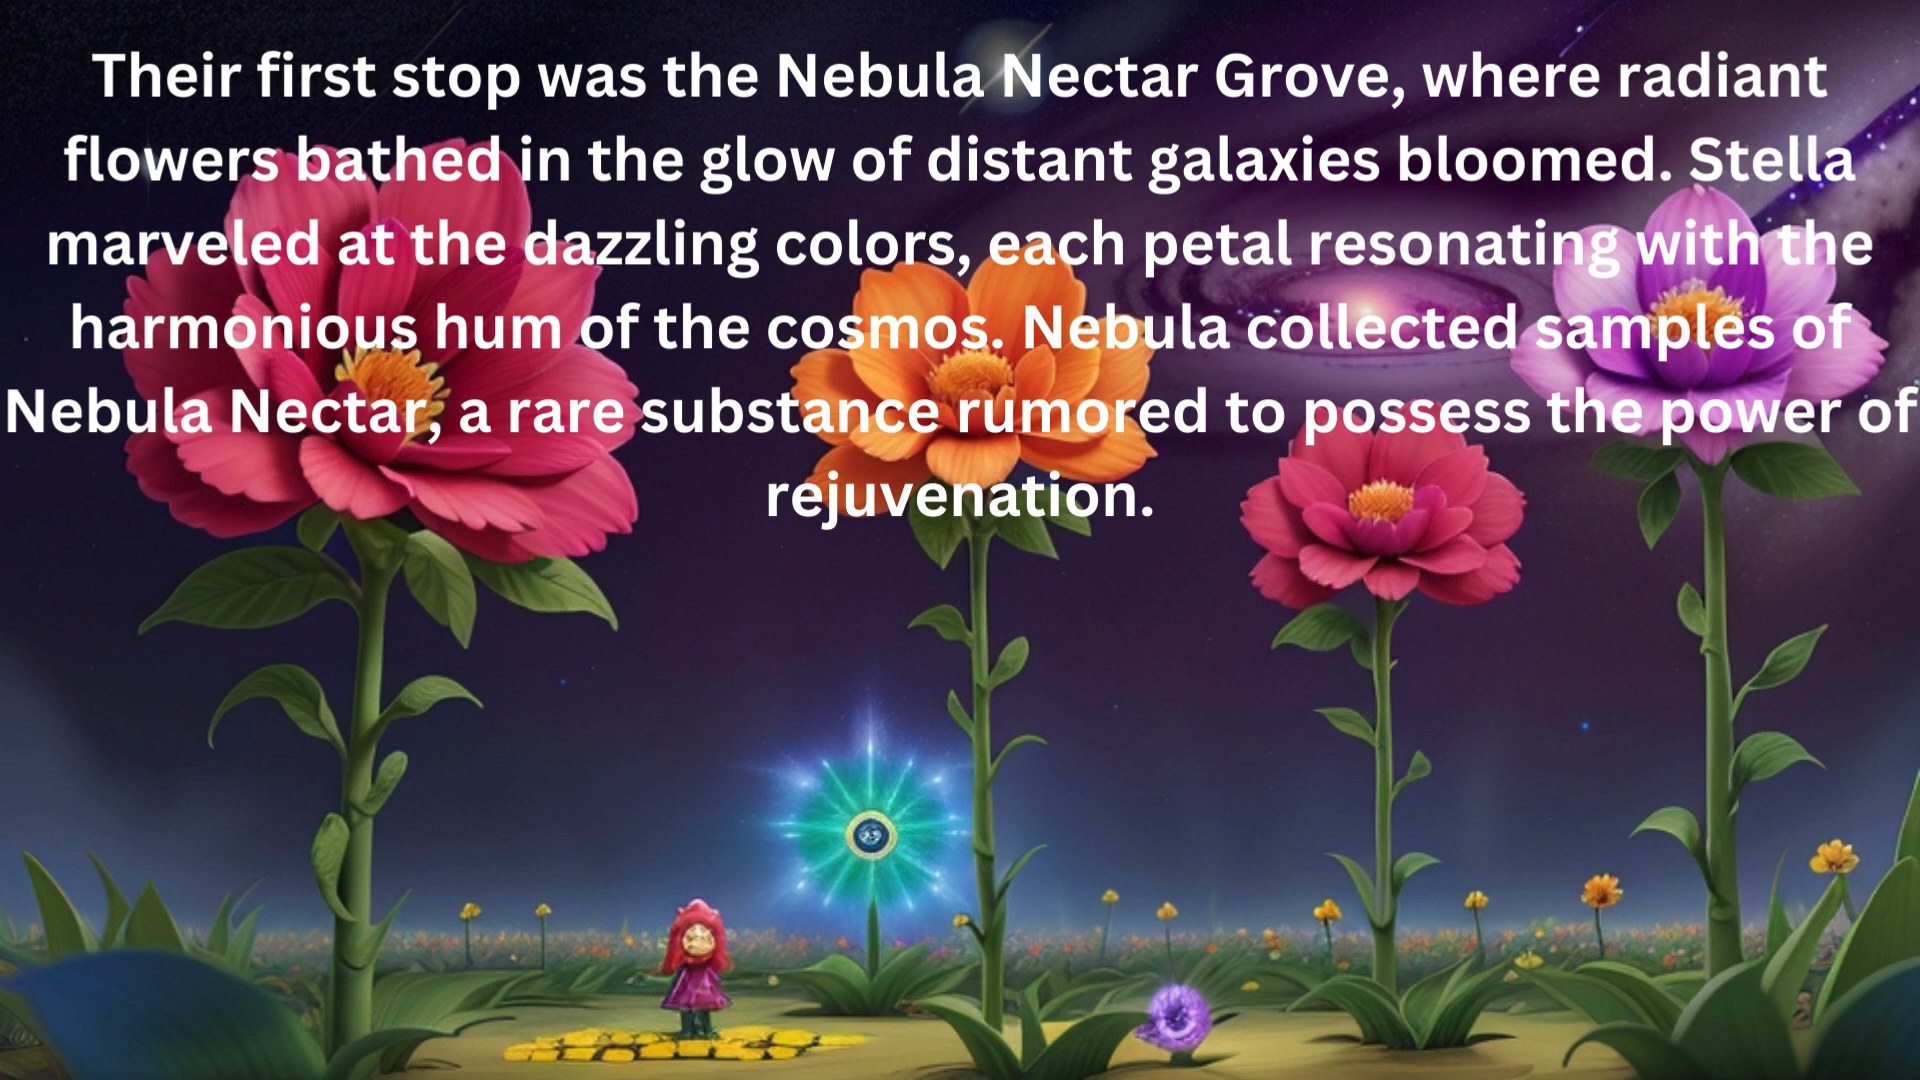 Their first stop was the Nebula Nectar Grove, where radiant
flowers bathed in the glow of distant galaxies bloomed. Stella
marveled at the dazzling colors, each petal resonating with the
harmonious hum of the cosmos. Nebula collected samples of
Nebula Nectar, a rare substance rumored to possess the power of
rejuvenation.